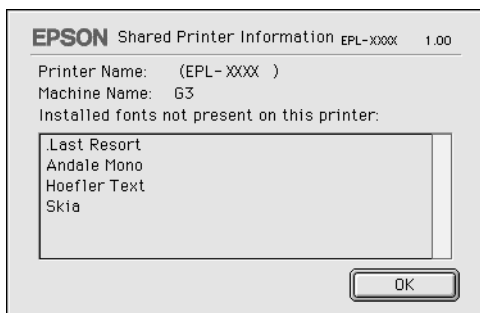 EPSON Shared Printer Information EPL-XXXX 1.00
Printer Name: (EPL-XXXX )
Machine Name: G3
Installed fonts not present on this printer:
.Last Resort
Andale Mono
Hoefler Text
Skia
OK